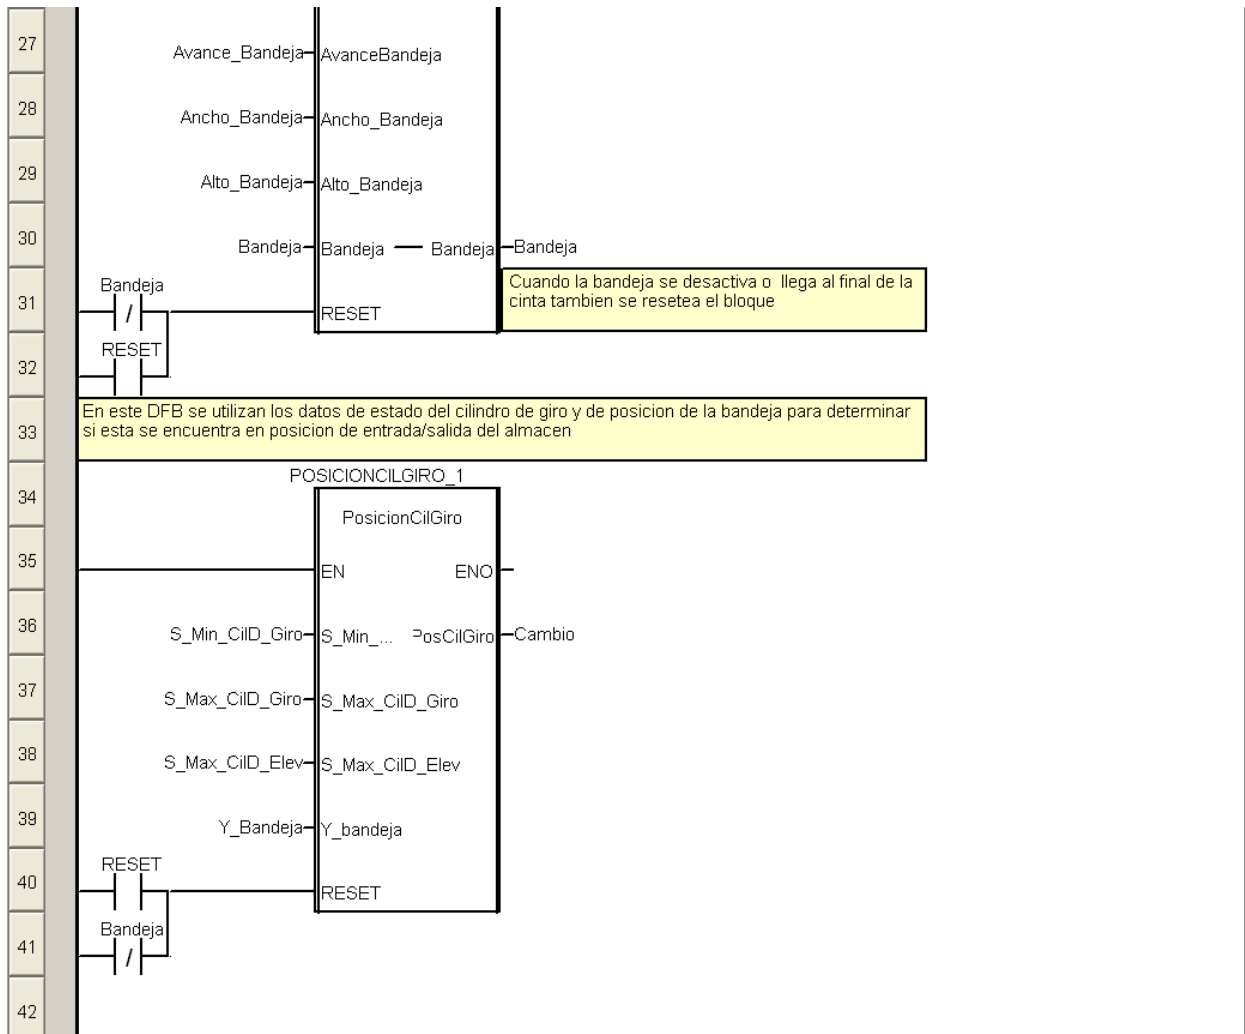 27
Avance_Bandeja AvanceBandeja
28
Ancho_Bandeja Ancho_Bandeja
29
Alto_Bandeja Alto_Bandeja
30
Bandeja Bandeja Bandeja Bandeja
Bandeja
Cuando la bandeja se desactiva o llega al final de la
cinta tambien se resetea el bloque
31
/
RESET
RESET
32
En este DFB se utilizan los datos de estado del cilindro de giro y de posicion de la bandeja para determinar
si esta se encuentra en posicion de entrada/salida del almacen
33
POSICIONCILGIRO_1
34
PosicionCilGiro
35
EN ENO
36
S_Min_CilD_Giro S_Min_... PosCilGiro Cambio
37
S_Max_CilD_Giro S_Max_CilD_Giro
38
S_Max_CilD_Elev S_Max_CilD_Elev
39
Y_Bandeja Y_bandeja
RESET
40
RESET
Bandeja
41
/
42